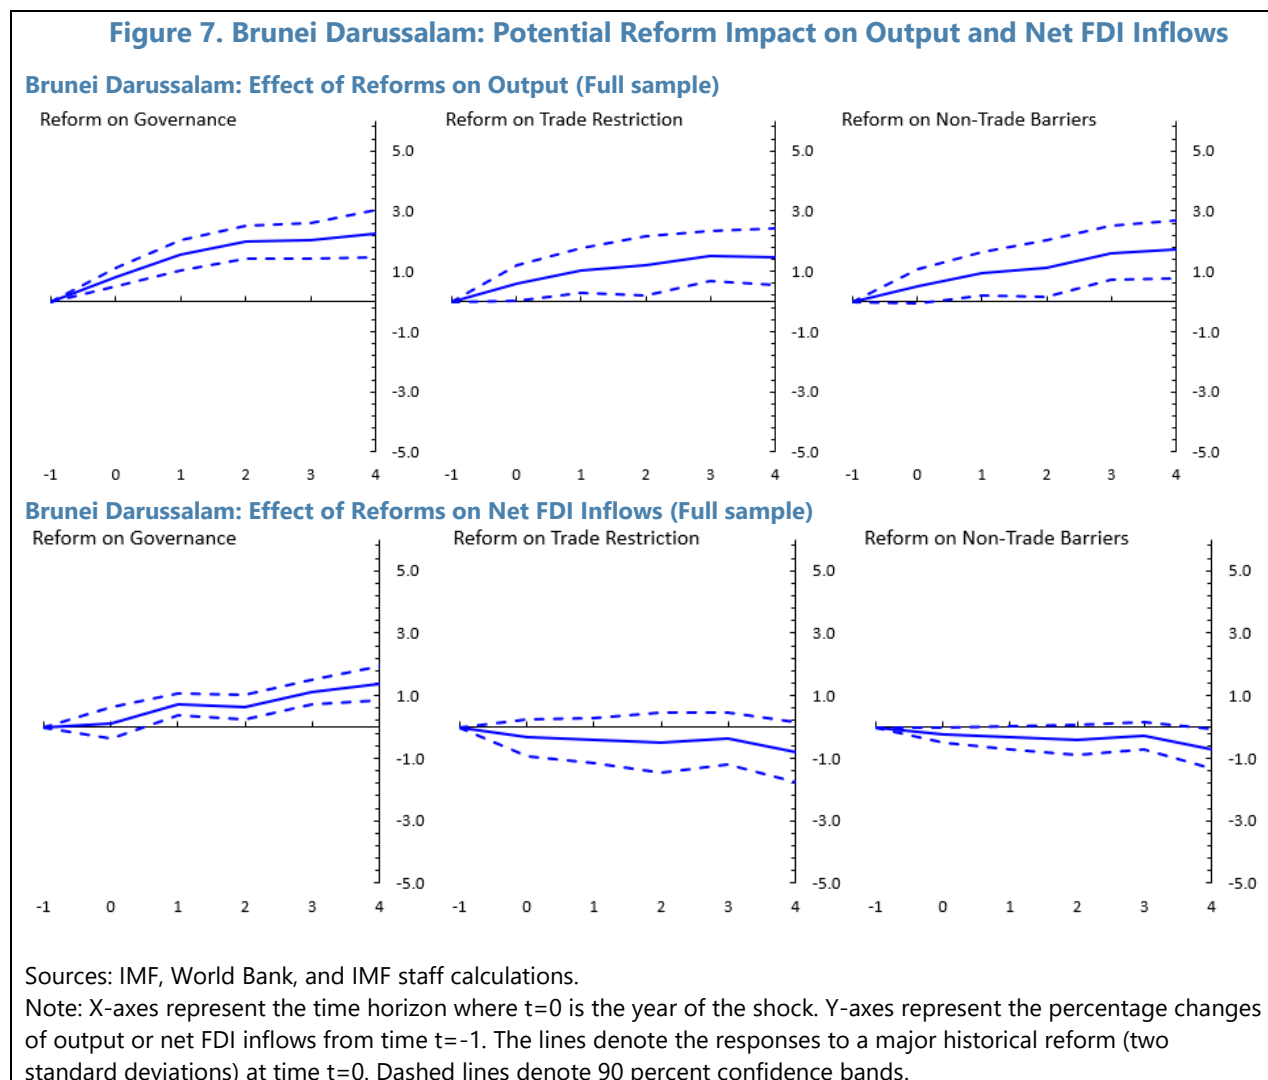 Figure 7. Brunei Darussalam: Potential Reform Impact on Output and Net FDI Inflows
Brunei Darussalam: Effect of Reforms on Output (Full sample)
Reform on Governance
5.0
3.0
1.0
-1.0
-3.0
-5.0
-1 0 1 2 3 4
Reform on Trade Restriction
5.0
3.0
1.0
-1.0
-3.0
-5.0
-1 0 1 2 3 4
Reform on Non-Trade Barriers
5.0
3.0
1.0
-1.0
-3.0
-5.0
-1 0 1 2 3 4
Brunei Darussalam: Effect of Reforms on Net FDI Inflows (Full sample)
Reform on Governance
5.0
3.0
1.0
-1.0
-3.0
-5.0
-1 0 1 2 3 4
Reform on Trade Restriction
5.0
3.0
1.0
-1.0
-3.0
-5.0
-1 0 1 2 3 4
Reform on Non-Trade Barriers
5.0
3.0
1.0
-1.0
-3.0
-5.0
-1 0 1 2 3 4
Sources: IMF, World Bank, and IMF staff calculations.
Note: X-axes represent the time horizon where t=0 is the year of the shock. Y-axes represent the percentage changes
of output or net FDI inflows from time t=-1. The lines denote the responses to a major historical reform (two
standard deviations) at time t=0. Dashed lines denote 90 percent confidence bands.